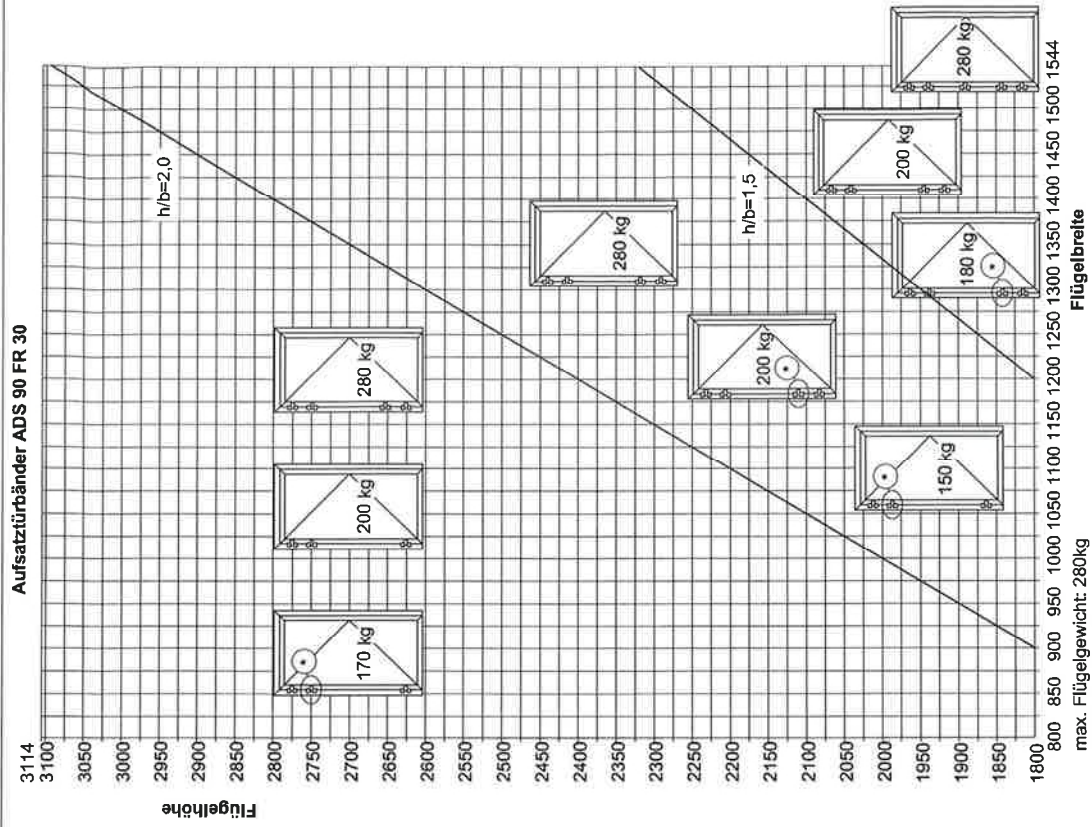 Aufsatztürbänder ADS 90 FR 30
Flügelhöhe
3114
3100
3050
3000
2950
2900
2850
2800
2750
2700
2650
2600
2550
2500
2450
2400
2350
2300
2250
2200
2150
2100
2050
2000
1950
1900
1850
1800
h/b=2,0
h/b=1,5
170 kg
200 kg
280 kg
280 kg
200 kg
150 kg
180 kg
200 kg
280 kg
800 850 900 950 1000 1050 1100 1150 1200 1250 1300 1350 1400 1450 1500 1544
Flügelbreite
max. Flügelgewicht: 280kg